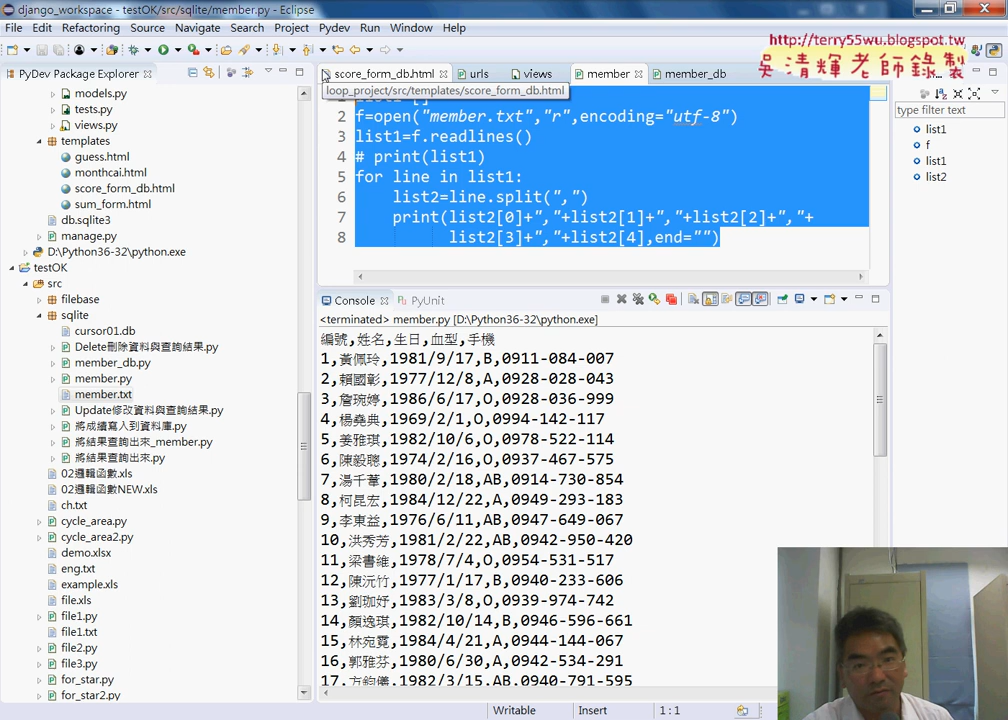 django_workspace - testOK/src/sqlite/member.py - Eclipse
File Edit Refactoring Source Navigate Search Project Pydev Run Window Help
http://terry55wu.blogspot.tw
吳清輝老師錄製
PyDev Package Explorer
models.py
tests.py
views.py
templates
guess.html
monthcai.html
score_form_db.html
sum_form.html
db.sqlite3
manage.py
D:\Python36-32\python.exe
testOK
src
filebase
sqlite
cursor01.db
Delete刪除資料與查詢結果.py
member_db.py
member.py
member.txt
Update修改資料與查詢結果.py
將成績寫入到資料庫.py
將結果查詢出來_member.py
將結果查詢出來.py
02邏輯函數.xls
02邏輯函數NEW.xls
ch.txt
cycle_area.py
cycle_area2.py
demo.xlsx
eng.txt
example.xls
file.xls
file1.py
file1.txt
file2.py
file3.py
for_star.py
for_star2.py
score_form_db.html urls views member member_db
loop_project/src/templates/score_form_db.html
2 f=open("member.txt","r",encoding="utf-8")
3 list1=f.readlines()
4 # print(list1)
5 for line in list1:
6 list2=line.split(",")
7 print(list2[0]+","+list2[1]+","+list2[2]+","+
8 list2[3]+","+list2[4],end="")
type filter text
list1
f
list1
list2
Console PyUnit
<terminated> member.py [D:\Python36-32\python.exe]
編號,姓名,生日,血型,手機
1,黃佩玲,1981/9/17,B,0911-084-007
2,賴國彰,1977/12/8,A,0928-028-043
3,詹琬婷,1986/6/17,O,0928-036-999
4,楊堯典,1969/2/1,O,0994-142-117
5,姜雅琪,1982/10/6,O,0978-522-114
6,陳毅聰,1974/2/16,O,0937-467-575
7,湯千葦,1980/2/18,AB,0914-730-854
8,柯昆宏,1984/12/22,A,0949-293-183
9,李東益,1976/6/11,AB,0947-649-067
10,洪秀芳,1981/2/22,AB,0942-950-420
11,梁書維,1978/7/4,O,0954-531-517
12,陳沅竹,1977/1/17,B,0940-233-606
13,劉珈妤,1983/3/8,O,0939-974-742
14,顏逸琪,1982/10/14,B,0946-596-661
15,林宛霓,1984/4/21,A,0944-144-067
16,郭雅芬,1980/6/30,A,0942-534-291
17,方鈞儀,1982/3/15,AB,0940-791-595
Writable Insert 1 : 1